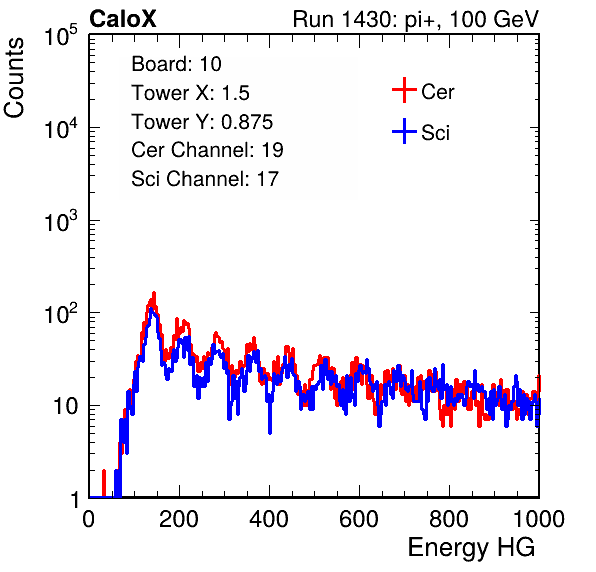 CaloX Run 1430: pi+, 100 GeV
Counts
Board: 10
Tower X: 1.5
Tower Y: 0.875
Cer Channel: 19
Sci Channel: 17
Cer
Sci
10^5
10^4
10^3
10^2
10
1
0 200 400 600 800 1000
Energy HG